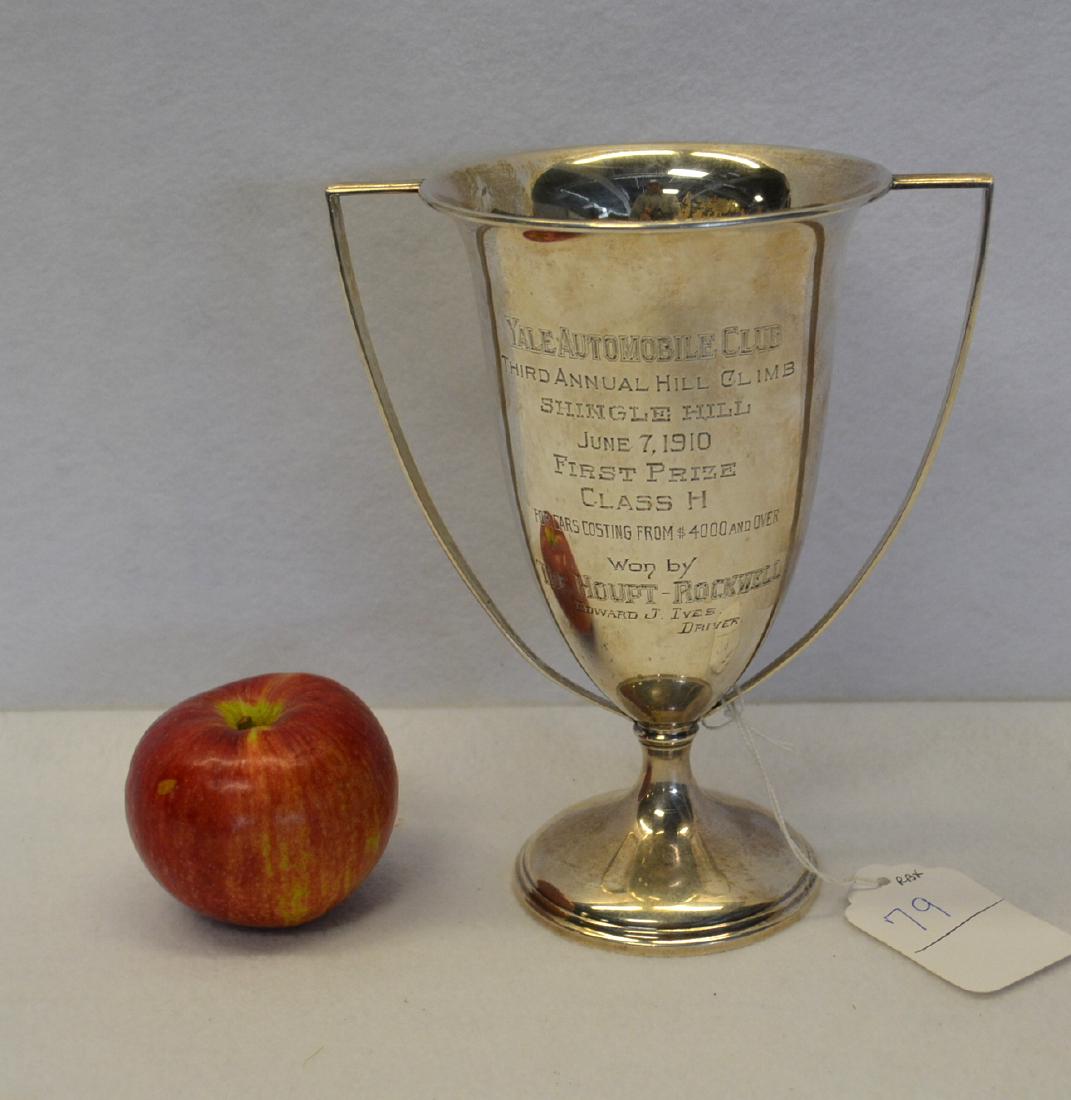 YALE AUTOMOBILE CLUB
THIRD ANNUAL HILL CLIMB
SHINGLE HILL
JUNE 7, 1910
FIRST PRIZE
CLASS H
FOR CARS COSTING FROM $4000 AND OVER
Won by
THE HOUPT-ROCKWELL
EDWARD J. IVES.
DRIVER.
79